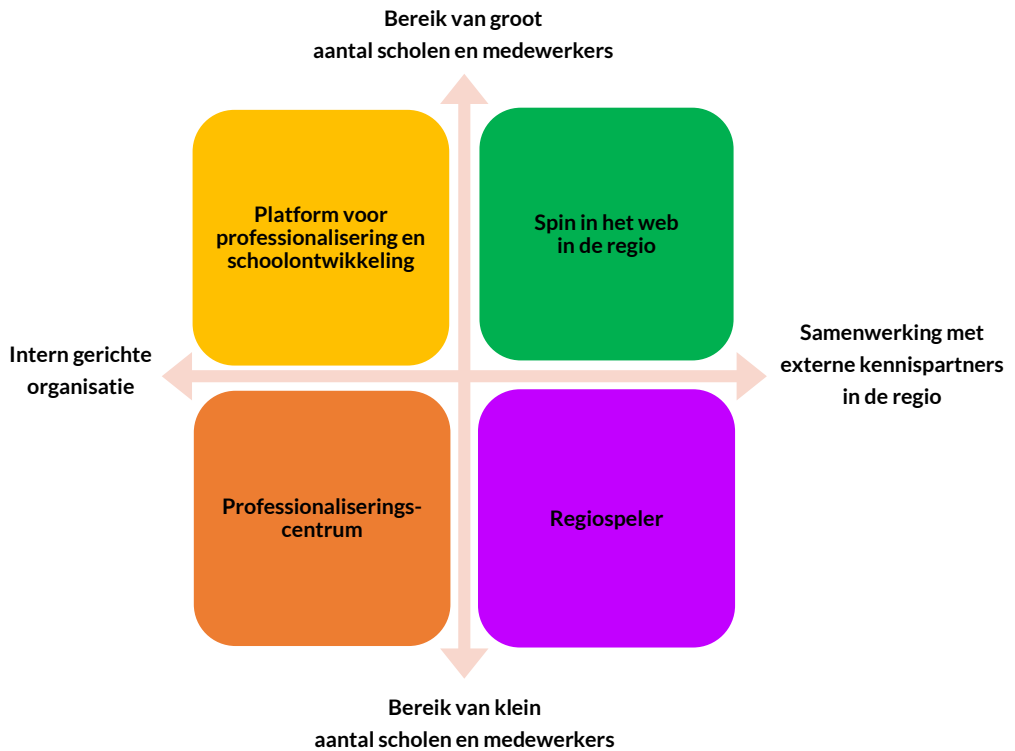 Bereik van groot
aantal scholen en medewerkers
Platform voor
professionalisering en
schoolontwikkeling
Spin in het web
in de regio
Intern gerichte
organisatie
Samenwerking met
externe kennispartners
in de regio
Professionaliserings-
centrum
Regiospeler
Bereik van klein
aantal scholen en medewerkers